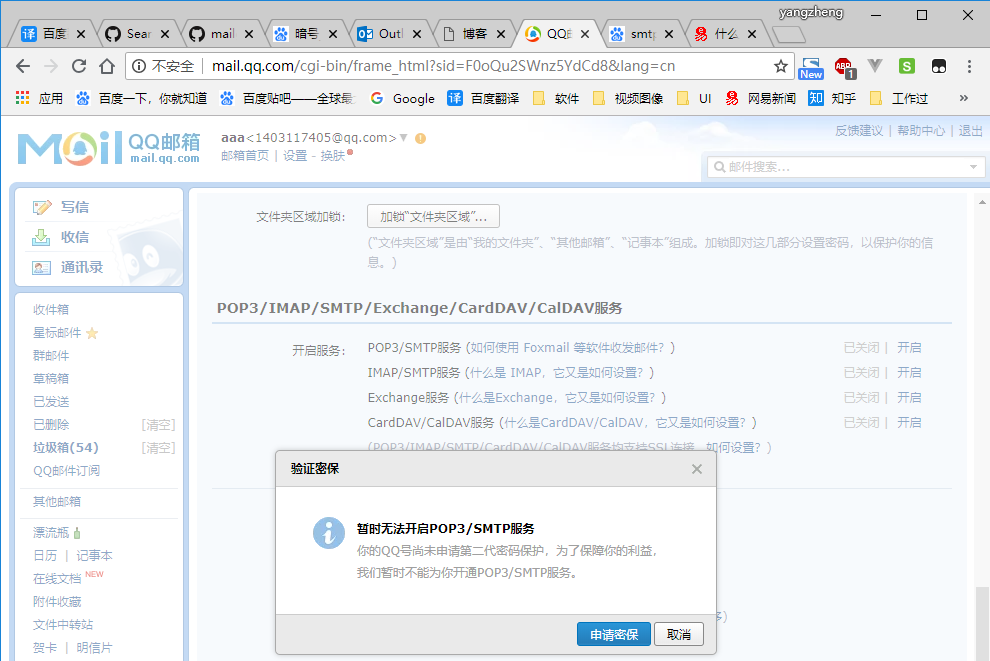 yangzheng
百度 Sear mail 暗号 Outl 博客 QQ邮 smtp 什么
不安全 mail.qq.com/cgi-bin/frame_html?sid=F0oQu2SWnz5YdCd8&lang=cn
New ABP 1 S
应用 百度一下，你就知道 百度贴吧——全球最 Google 译 百度翻译 软件 视频图像 UI 网易新闻 知 知乎 工作过 »
Mail QQ邮箱 mail.qq.com
aaa<1403117405@qq.com>
邮箱首页 | 设置 - 换肤
反馈建议 | 帮助中心 | 退出
邮件搜索...
写信
收信
通讯录
收件箱
星标邮件
群邮件
草稿箱
已发送
已删除 [清空]
垃圾箱(54) [清空]
QQ邮件订阅
其他邮箱
漂流瓶
日历 | 记事本
在线文档 NEW
附件收藏
文件中转站
贺卡 | 明信片
文件夹区域加锁： 加锁“文件夹区域”...
(“文件夹区域”是由“我的文件夹”、“其他邮箱”、“记事本”组成。加锁即对这几部分设置密码，以保护你的信
息。)
POP3/IMAP/SMTP/Exchange/CardDAV/CalDAV服务
开启服务： POP3/SMTP服务 (如何使用 Foxmail 等软件收发邮件？) 已关闭 | 开启
IMAP/SMTP服务 (什么是 IMAP，它又是如何设置？) 已关闭 | 开启
Exchange服务 (什么是Exchange，它又是如何设置？) 已关闭 | 开启
CardDAV/CalDAV服务 (什么是CardDAV/CalDAV，它又是如何设置？) 已关闭 | 开启
(POP3/IMAP/SMTP/CardDAV/CalDAV服务均支持SSL连接。如何设置？)
验证密保
暂时无法开启POP3/SMTP服务
你的QQ号尚未申请第二代密码保护，为了保障你的利益，
我们暂时不能为你开通POP3/SMTP服务。
申请密保 取消